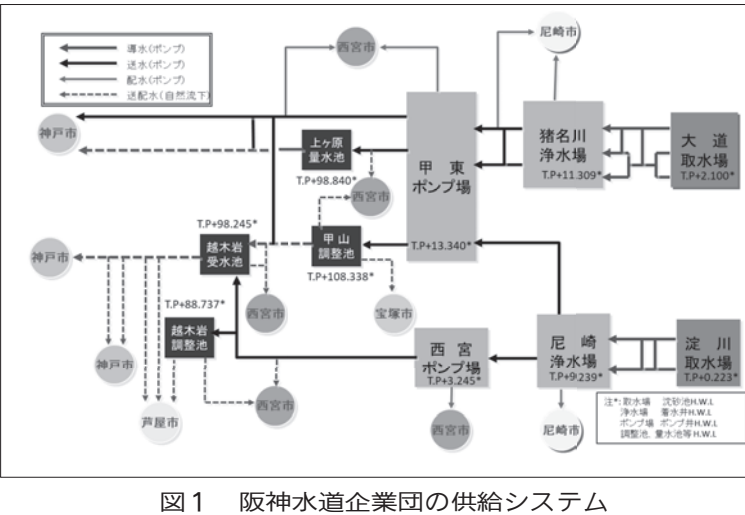 導水(ポンプ)
送水(ポンプ)
配水(ポンプ)
送配水(自然流下)
西宮市
尼崎市
神戸市
上ヶ原
量水池
T.P+98.840*
甲東
ポンプ場
T.P+13.340*
猪名川
浄水場
T.P+11.309*
大道
取水場
T.P+2.100*
西宮市
T.P+98.245*
越木岩
受水池
甲山
調整池
T.P+108.338*
神戸市
T.P+88.737*
越木岩
調整池
西宮市
宝塚市
西宮
ポンプ場
T.P+3.245*
尼崎
浄水場
T.P+9.239*
淀川
取水場
T.P+0.223*
神戸市
芦屋市
西宮市
西宮市
尼崎市
注*:取水場 沈砂池H.W.L
浄水場 着水井H.W.L
ポンプ場 ポンプ井H.W.L
調整池、量水池等H.W.L
図1 阪神水道企業団の供給システム